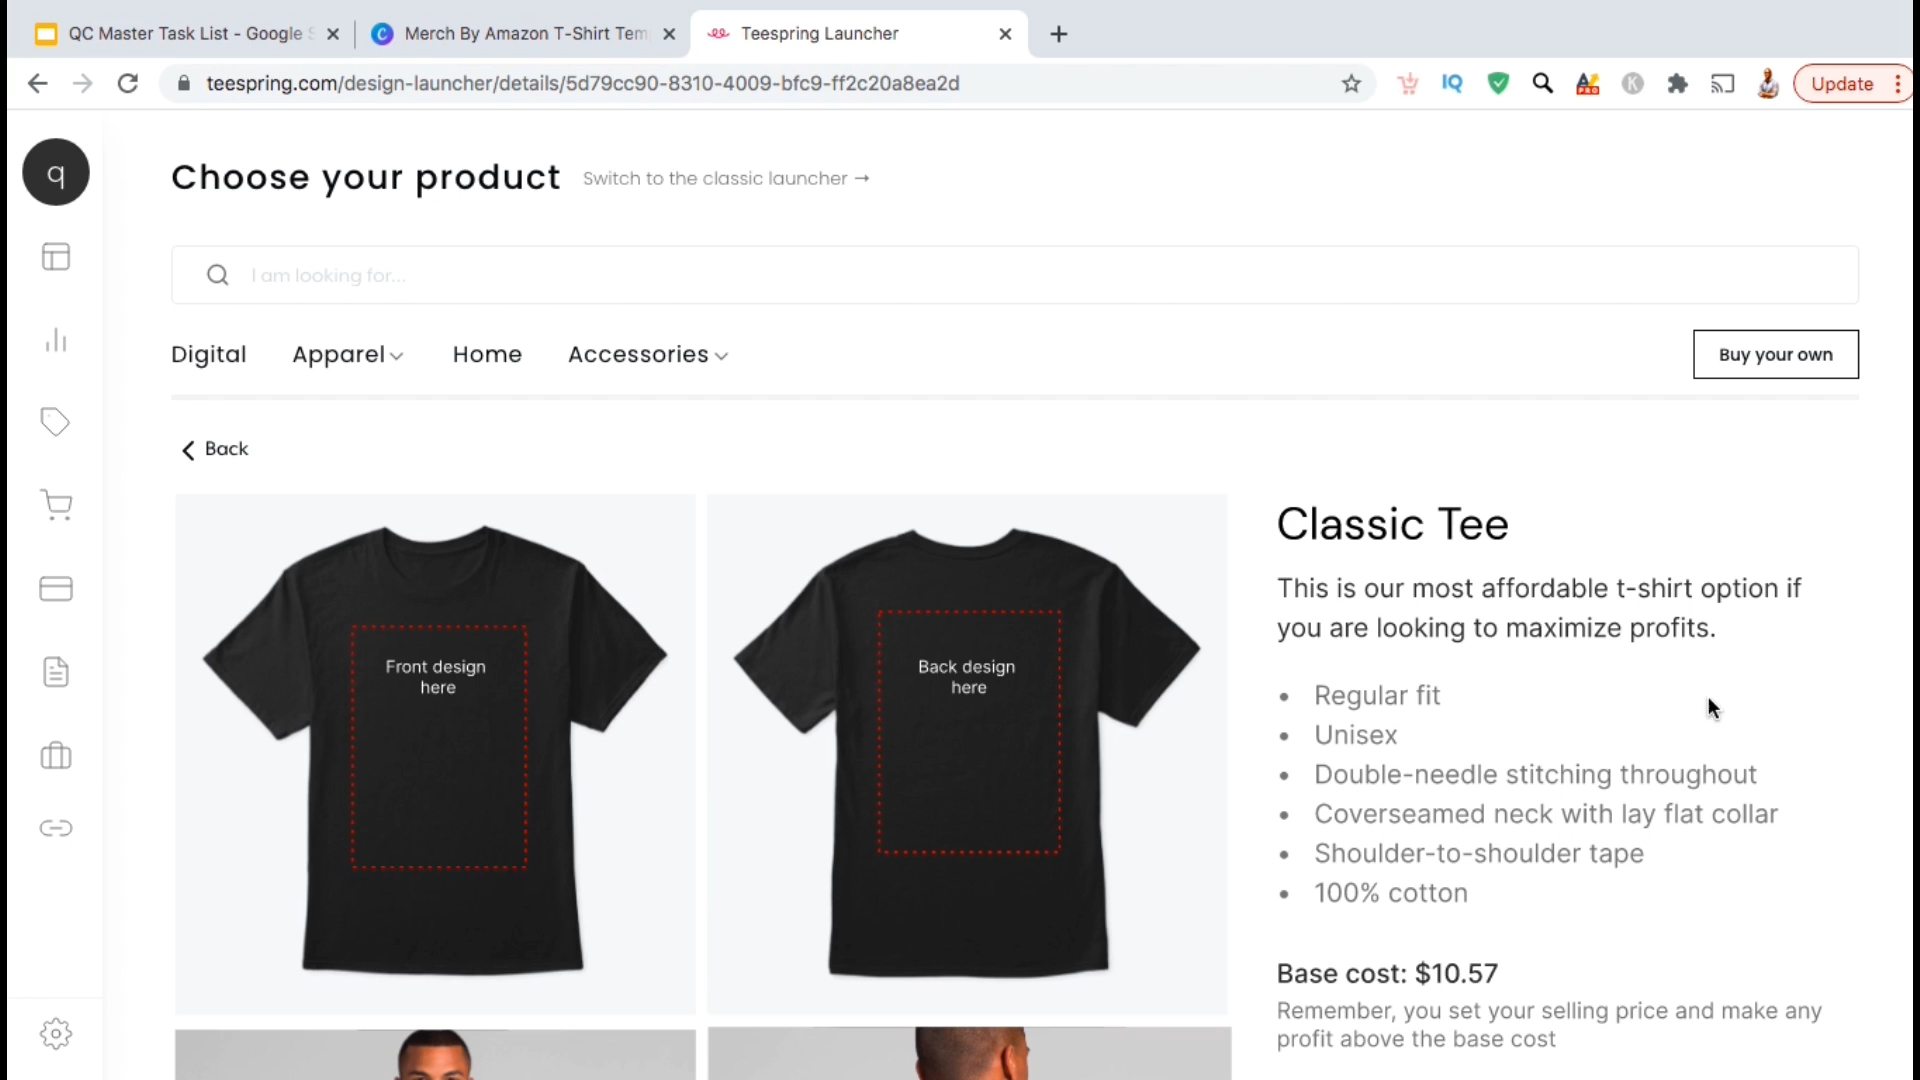 QC Master Task List - Google S
Merch By Amazon T-Shirt Tem
Teespring Launcher
teespring.com/design-launcher/details/5d79cc90-8310-4009-bfc9-ff2c20a8ea2d
IQ
PRO
K
Update
q
Choose your product
Switch to the classic launcher →
I am looking for...
Digital
Apparel
Home
Accessories
Buy your own
Back
Front design
here
Back design
here
Classic Tee
This is our most affordable t-shirt option if
you are looking to maximize profits.
• Regular fit
• Unisex
• Double-needle stitching throughout
• Coverseamed neck with lay flat collar
• Shoulder-to-shoulder tape
• 100% cotton
Base cost: $10.57
Remember, you set your selling price and make any
profit above the base cost